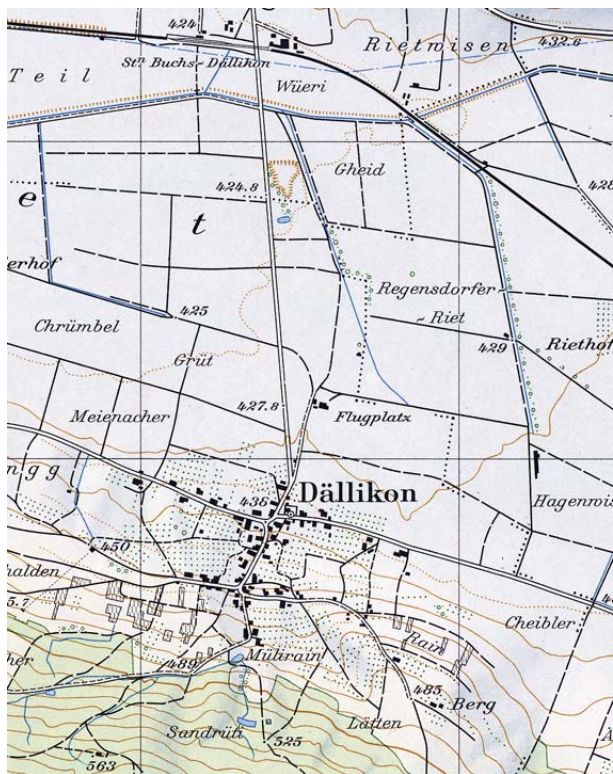 424
Rietwisen
432.6
Stn Buchs-Dällikon
Teil
Wüeri
Gheid
424.8
428
e
t
erhof
Regensdorfer
- Riet
425
Chrümbel
429
Riethof
Grüt
427.8
Meienacher
Flugplatz
ngg
438
Dällikon
Hagenwis
450
halden
5.7
Cheibler
Rain
489
Mülirain
her
485
Berg
Lätten
Sandrüti
525
563
A